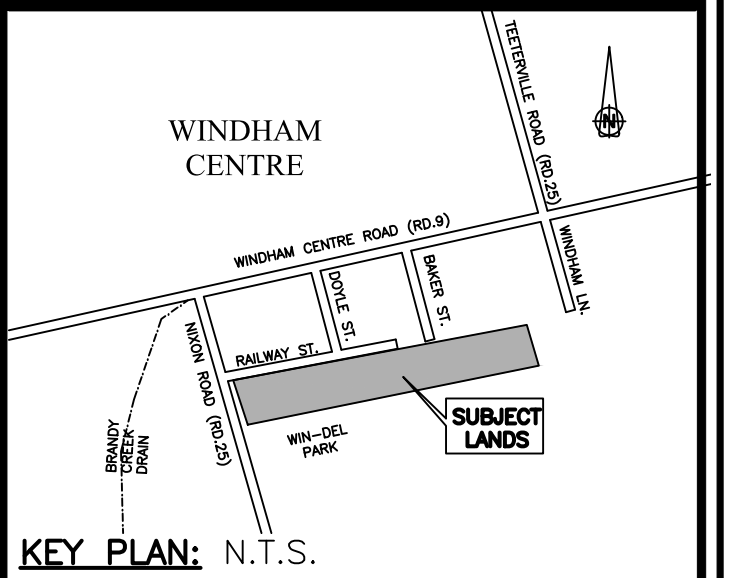 WINDHAM
CENTRE
TEETERVILLE ROAD (RD.25)
N
WINDHAM CENTRE ROAD (RD.9)
WINDHAM LN.
BAKER ST.
DOYLE ST.
RAILWAY ST.
NIXON ROAD (RD.25)
SUBJECT
LANDS
WIN-DEL
PARK
BRANDY
CREEK
DRAIN
KEY PLAN: N.T.S.